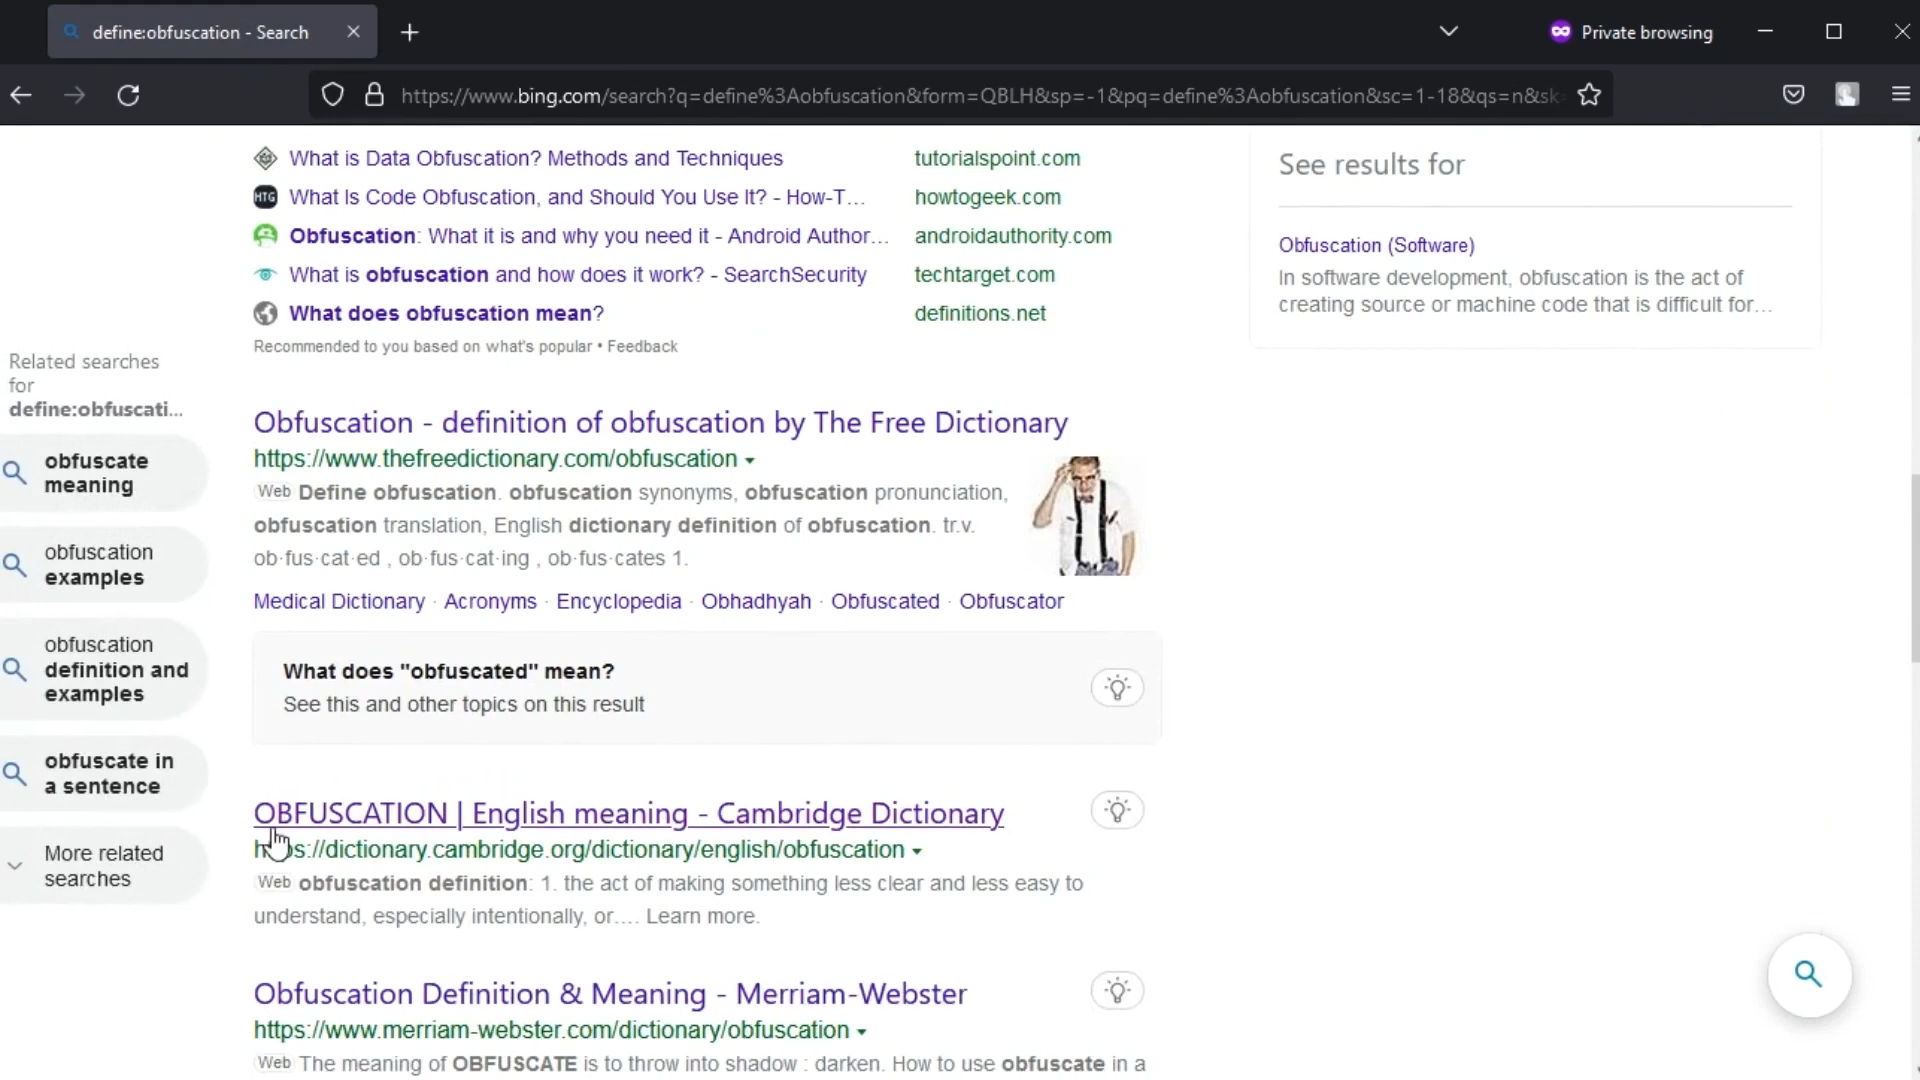 define:obfuscation - Search
Private browsing
https://www.bing.com/search?q=define%3Aobfuscation&form=QBLH&sp=-1&pq=define%3Aobfuscation&sc=1-18&qs=n&sk
What is Data Obfuscation? Methods and Techniques tutorialspoint.com
HTG What Is Code Obfuscation, and Should You Use It? - How-T... howtogeek.com
Obfuscation: What it is and why you need it - Android Author... androidauthority.com
What is obfuscation and how does it work? - SearchSecurity techtarget.com
What does obfuscation mean? definitions.net
Recommended to you based on what's popular • Feedback
See results for
Obfuscation (Software)
In software development, obfuscation is the act of
creating source or machine code that is difficult for...
Related searches
for
define:obfuscati...
obfuscate
meaning
obfuscation
examples
obfuscation
definition and
examples
obfuscate in
a sentence
More related
searches
Obfuscation - definition of obfuscation by The Free Dictionary
https://www.thefreedictionary.com/obfuscation
Web Define obfuscation. obfuscation synonyms, obfuscation pronunciation,
obfuscation translation, English dictionary definition of obfuscation. tr.v.
ob·fus·cat·ed , ob·fus·cat·ing , ob·fus·cates 1.
Medical Dictionary · Acronyms · Encyclopedia · Obhadhyah · Obfuscated · Obfuscator
What does "obfuscated" mean?
See this and other topics on this result
OBFUSCATION | English meaning - Cambridge Dictionary
https://dictionary.cambridge.org/dictionary/english/obfuscation
Web obfuscation definition: 1. the act of making something less clear and less easy to
understand, especially intentionally, or.... Learn more.
Obfuscation Definition & Meaning - Merriam-Webster
https://www.merriam-webster.com/dictionary/obfuscation
Web The meaning of OBFUSCATE is to throw into shadow : darken. How to use obfuscate in a